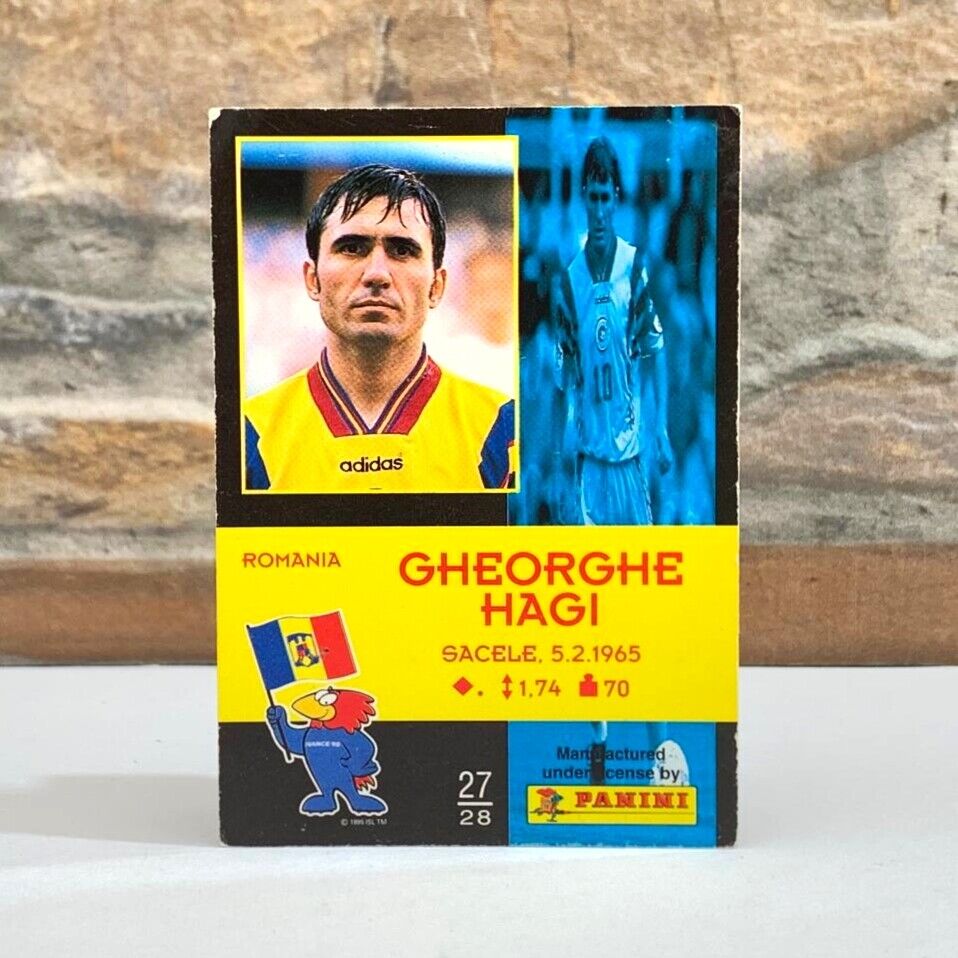 adidas
10
ROMANIA
GHEORGHE
HAGI
SACELE, 5.2.1965
. 1,74 70
FRANCE 98
© 1995 ISL TM
27
28
Manufactured
under license by
PANINI